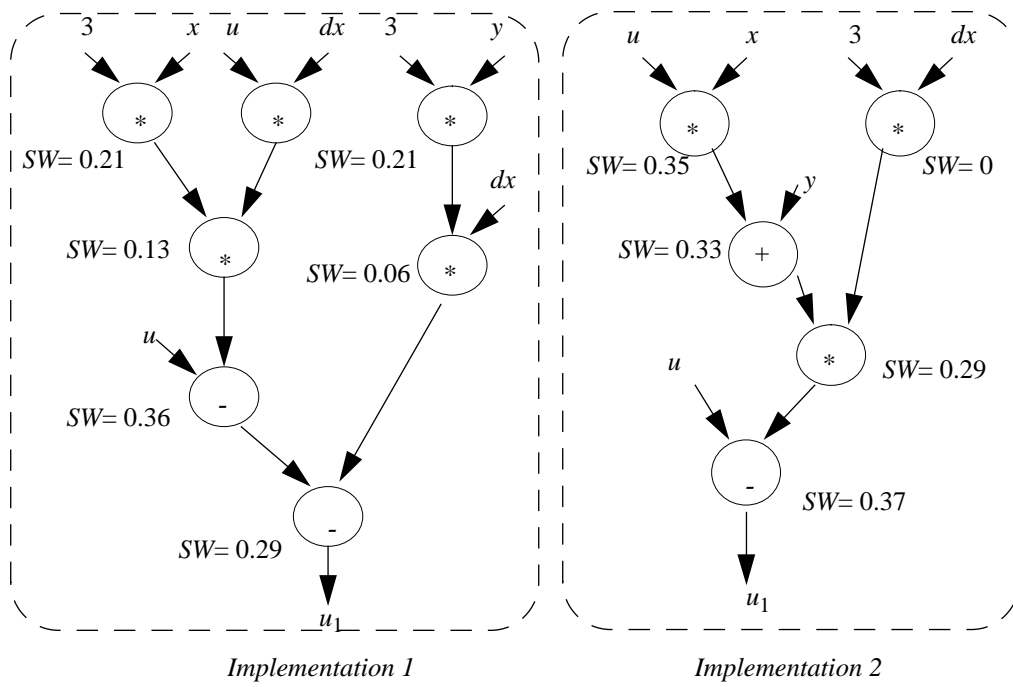 3 x u dx 3 y
* * *
SW= 0.21 SW= 0.21
dx
SW= 0.13 * SW= 0.06 *
u
SW= 0.36 -
SW= 0.29 -
u1
Implementation 1
u x 3 dx
* *
SW= 0.35 SW= 0
y
SW= 0.33 +
* SW= 0.29
u
- SW= 0.37
u1
Implementation 2